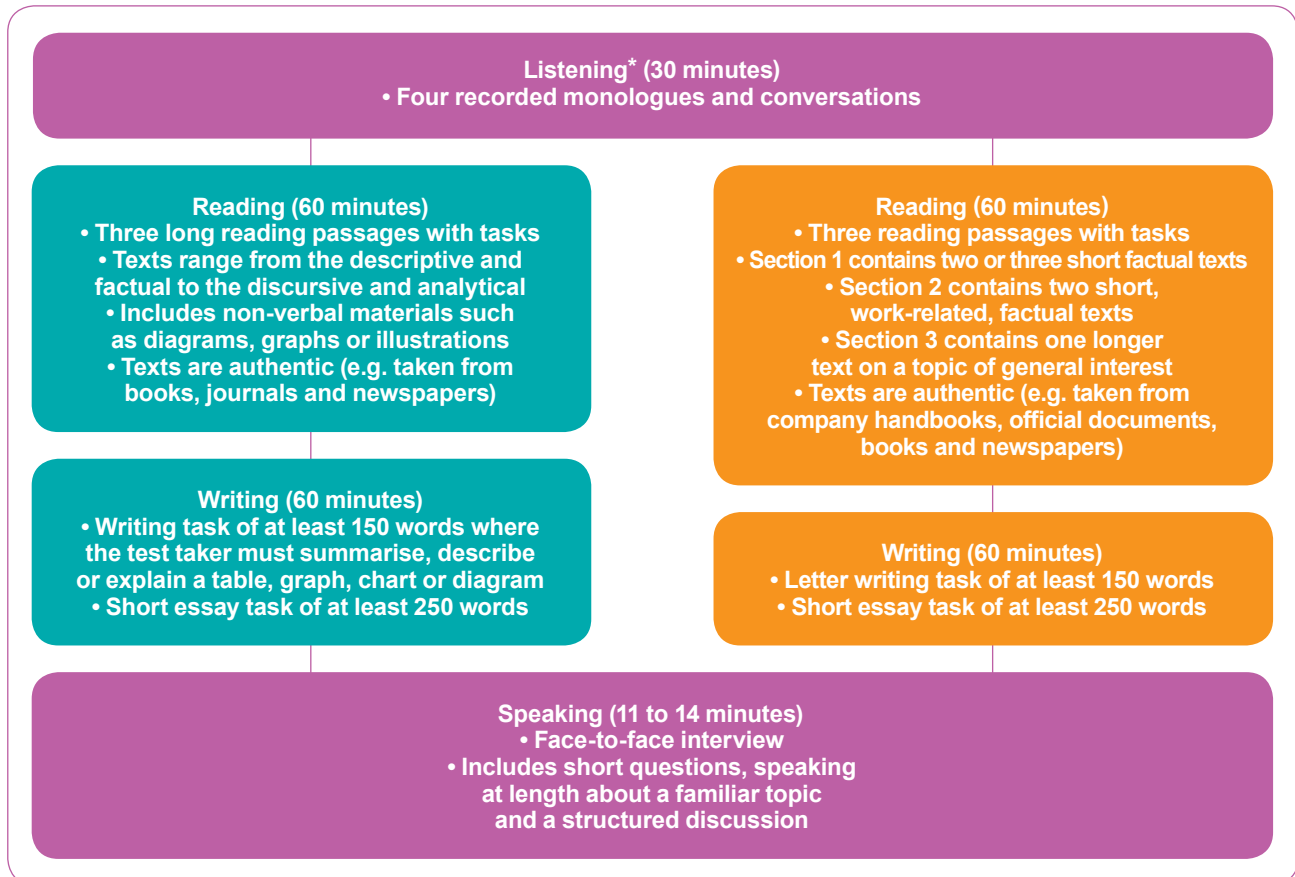 Listening* (30 minutes)
• Four recorded monologues and conversations
Reading (60 minutes)
• Three long reading passages with tasks
• Texts range from the descriptive and
factual to the discursive and analytical
• Includes non-verbal materials such
as diagrams, graphs or illustrations
• Texts are authentic (e.g. taken from
books, journals and newspapers)
Writing (60 minutes)
• Writing task of at least 150 words where
the test taker must summarise, describe
or explain a table, graph, chart or diagram
• Short essay task of at least 250 words
Reading (60 minutes)
• Three reading passages with tasks
• Section 1 contains two or three short factual texts
• Section 2 contains two short,
work-related, factual texts
• Section 3 contains one longer
text on a topic of general interest
• Texts are authentic (e.g. taken from
company handbooks, official documents,
books and newspapers)
Writing (60 minutes)
• Letter writing task of at least 150 words
• Short essay task of at least 250 words
Speaking (11 to 14 minutes)
• Face-to-face interview
• Includes short questions, speaking
at length about a familiar topic
and a structured discussion